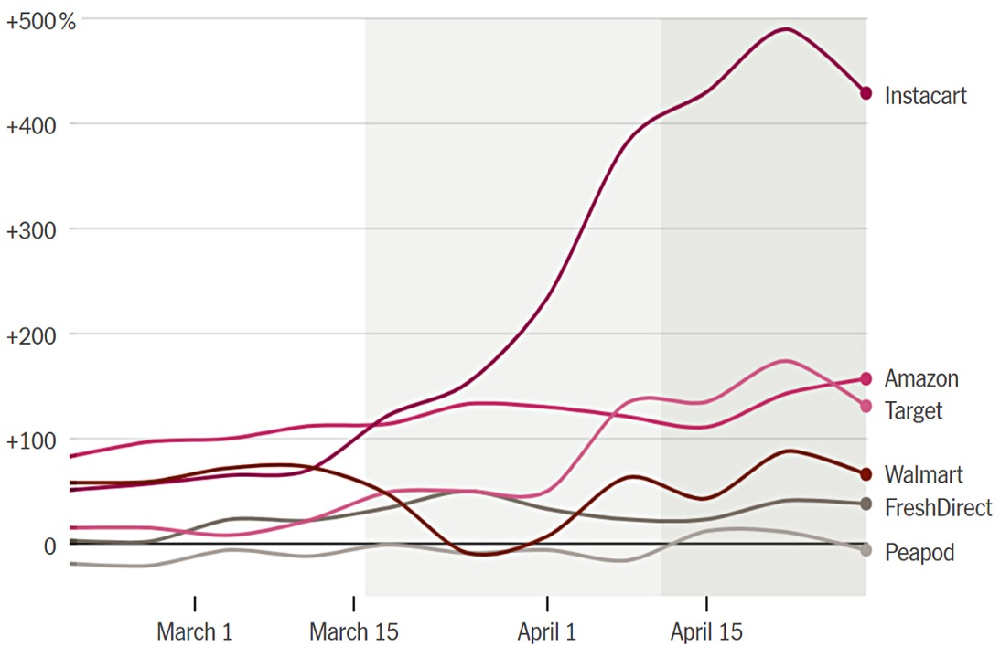 +500%
+400
+300
+200
+100
0
Instacart
Amazon
Target
Walmart
FreshDirect
Peapod
March 1
March 15
April 1
April 15